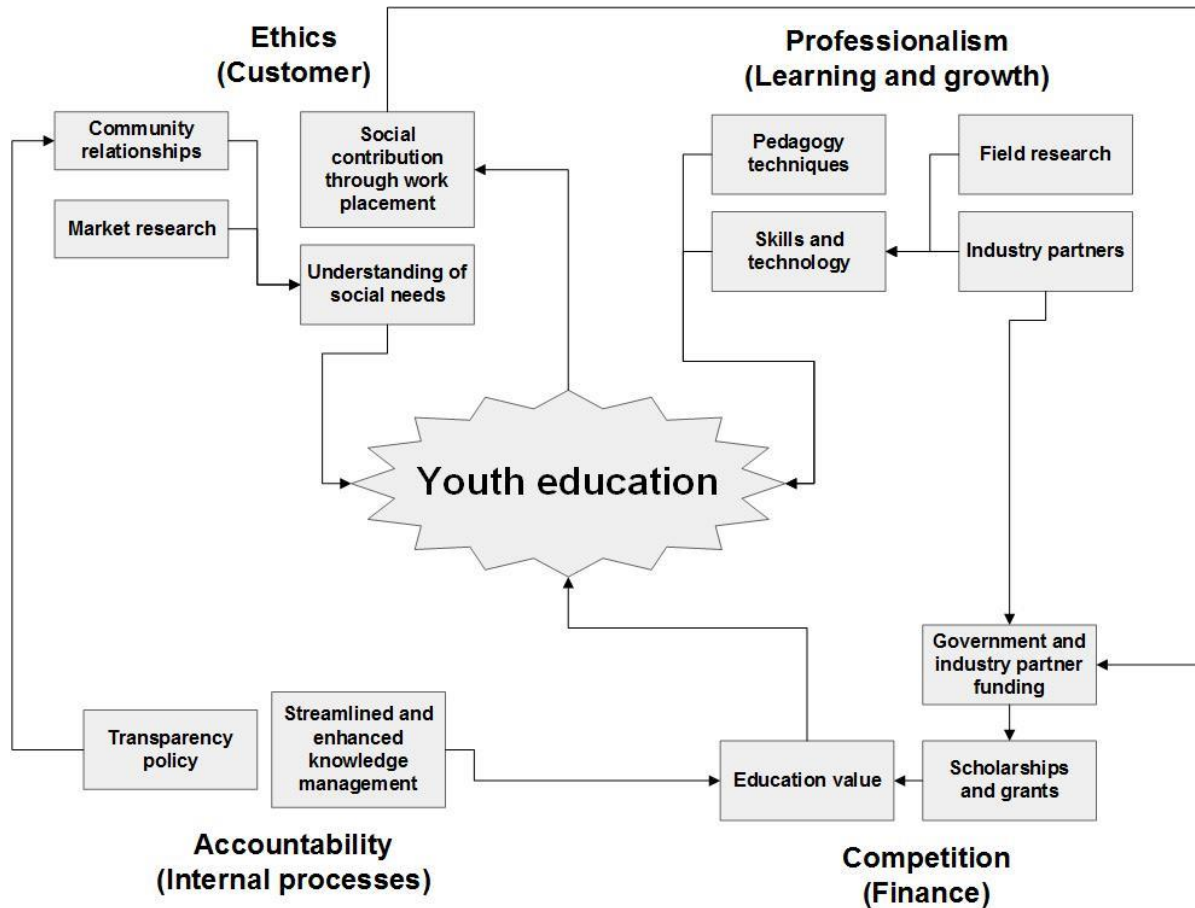 Ethics
(Customer)
Professionalism
(Learning and growth)
Community
relationships
Social
contribution
through work
placement
Pedagogy
techniques
Field research
Market research
Understanding of
social needs
Skills and
technology
Industry partners
Youth education
Government and
industry partner
funding
Transparency
policy
Streamlined and
enhanced
knowledge
management
Education value
Scholarships
and grants
Accountability
(Internal processes)
Competition
(Finance)